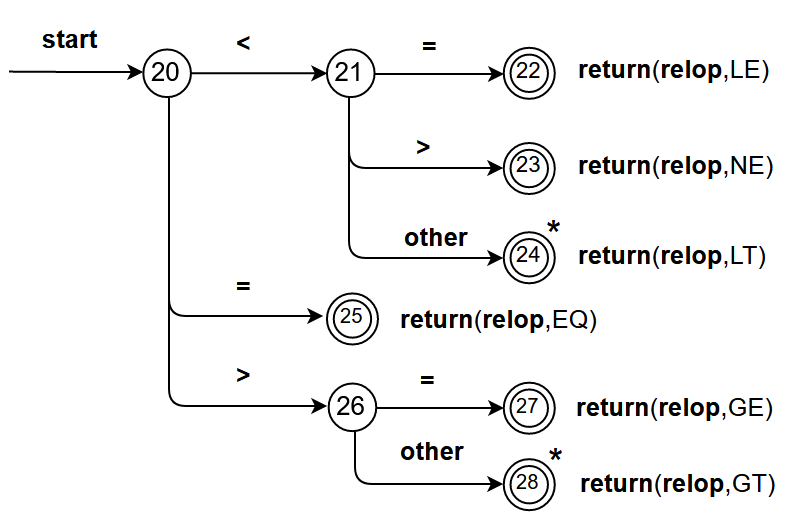 start
<
=
20
21
22
return(relop,LE)
>
23
return(relop,NE)
other
24
*
return(relop,LT)
=
25
return(relop,EQ)
>
=
26
27
return(relop,GE)
other
28
*
return(relop,GT)